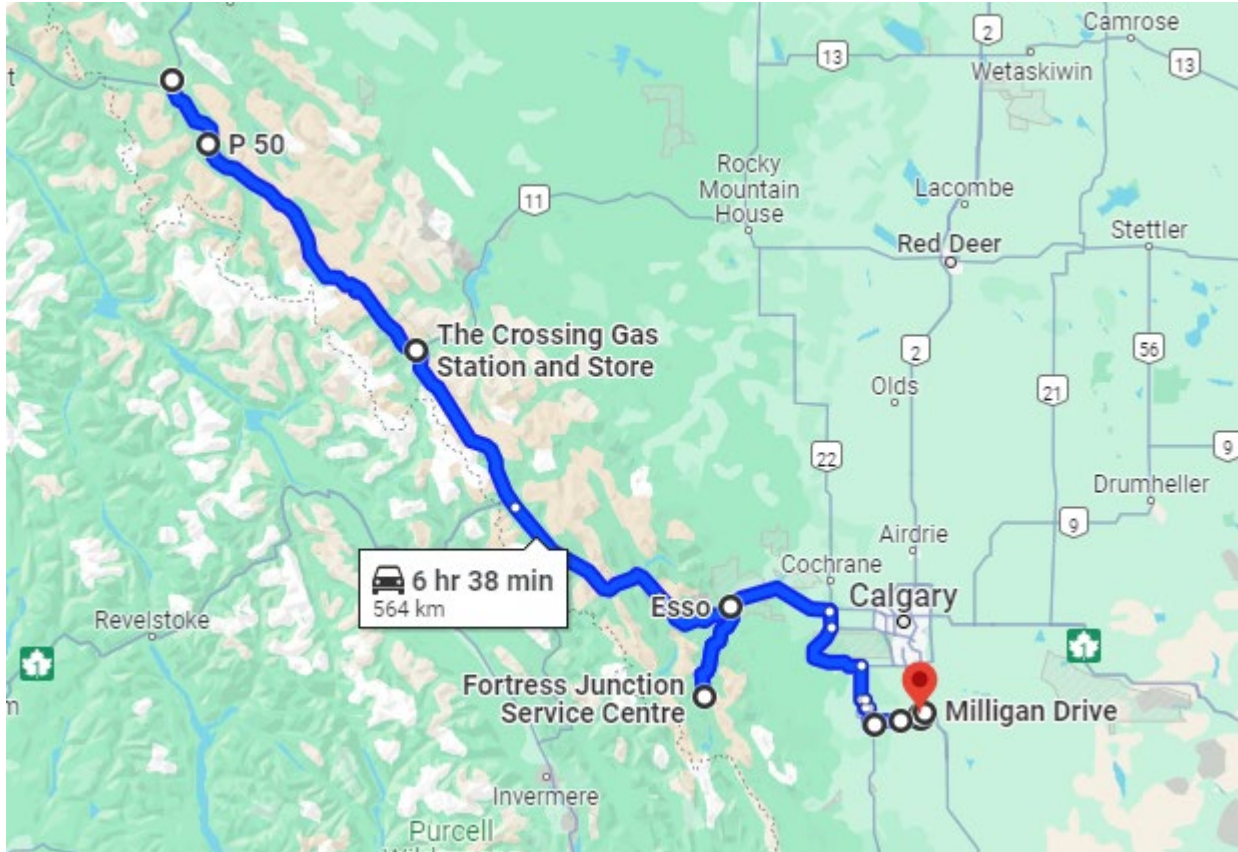 Camrose
2
13
Wetaskiwin
13
t
P 50
Rocky
Mountain
House
11
Lacombe
Stettler
Red Deer
The Crossing Gas
Station and Store
2
56
Olds
21
9
22
Drumheller
9
Airdrie
Cochrane
6 hr 38 min
564 km
Esso
Calgary
Revelstoke
1
1
Fortress Junction
Service Centre
m
Milligan Drive
Invermere
Purcell